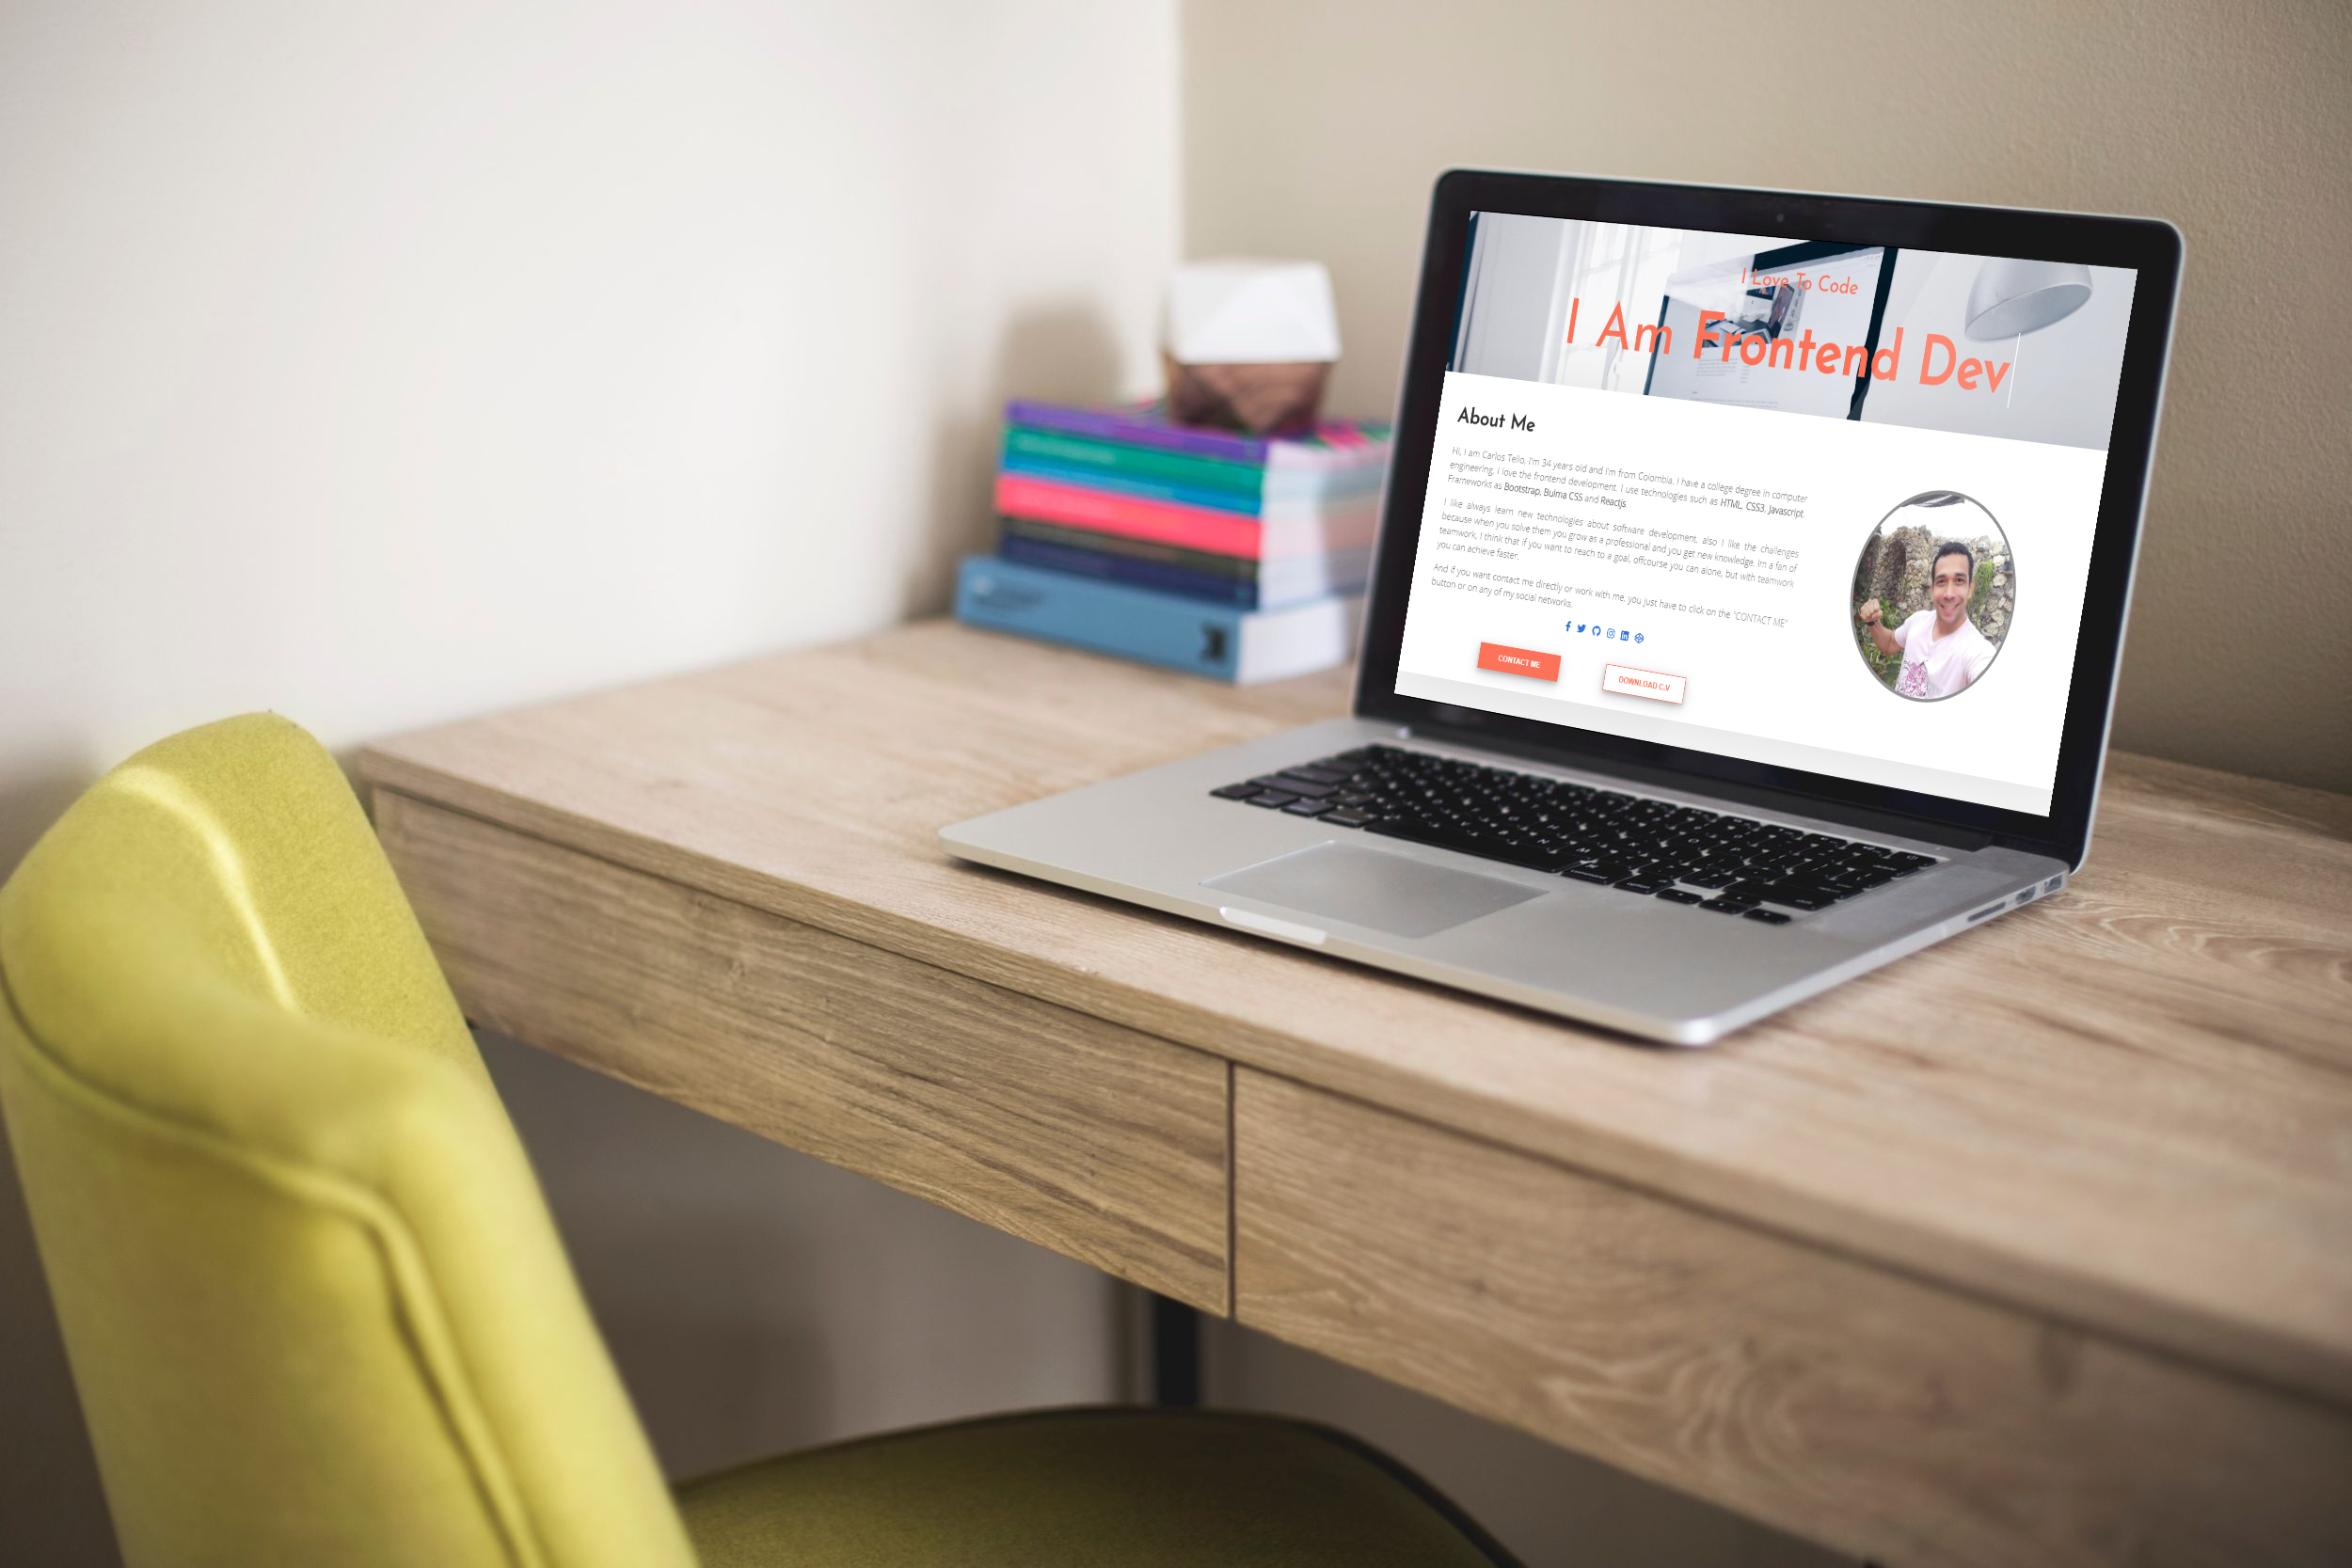 I Love To Code
I Am Frontend Dev
About Me
Hi, I am Carlos Tello, I'm 34 years old and I'm from Colombia. I have a college degree in computer
engineering. I love the frontend development. I use technologies such as HTML, CSS3, Javascript
Frameworks as Bootstrap, Bulma CSS and Reactjs
I like always learn new technologies about software development, also I like the challenges
because when you solve them you grow as a professional and you get new knowledge. Im a fan of
teamwork, I think that if you want to reach to a goal, offcourse you can alone, but with teamwork
you can achieve faster.
And if you want contact me directly or work with me, you just have to click on the "CONTACT ME"
button or on any of my social networks.
CONTACT ME
DOWNLOAD C.V